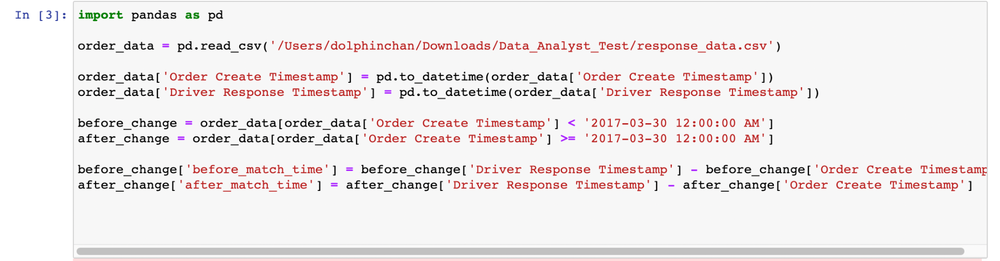 In [3]: import pandas as pd
order_data = pd.read_csv('/Users/dolphinchan/Downloads/Data_Analyst_Test/response_data.csv')
order_data['Order Create Timestamp'] = pd.to_datetime(order_data['Order Create Timestamp'])
order_data['Driver Response Timestamp'] = pd.to_datetime(order_data['Driver Response Timestamp'])
before_change = order_data[order_data['Order Create Timestamp'] < '2017-03-30 12:00:00 AM']
after_change = order_data[order_data['Order Create Timestamp'] >= '2017-03-30 12:00:00 AM']
before_change['before_match_time'] = before_change['Driver Response Timestamp'] - before_change['Order Create Timestamp
after_change['after_match_time'] = after_change['Driver Response Timestamp'] - after_change['Order Create Timestamp']